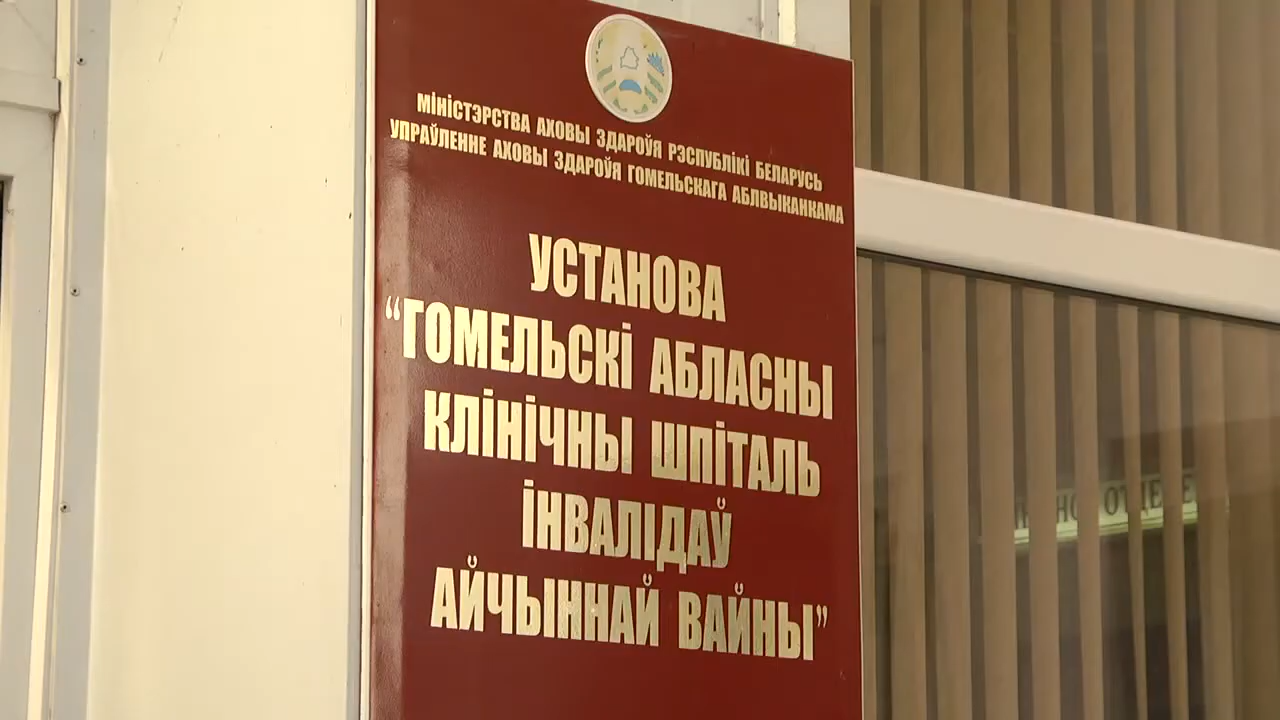 МІНІСТЭРСТВА АХОВЫ ЗДАРОЎЯ РЭСПУБЛІКІ БЕЛАРУСЬ
УПРАЎЛЕННЕ АХОВЫ ЗДАРОЎЯ ГОМЕЛЬСКАГА АБЛВЫКАНКАМА
УСТАНОВА
“ГОМЕЛЬСКІ АБЛАСНЫ
КЛІНІЧНЫ ШПІТАЛЬ
ІНВАЛІДАЎ
АЙЧЫННАЙ ВАЙНЫ”